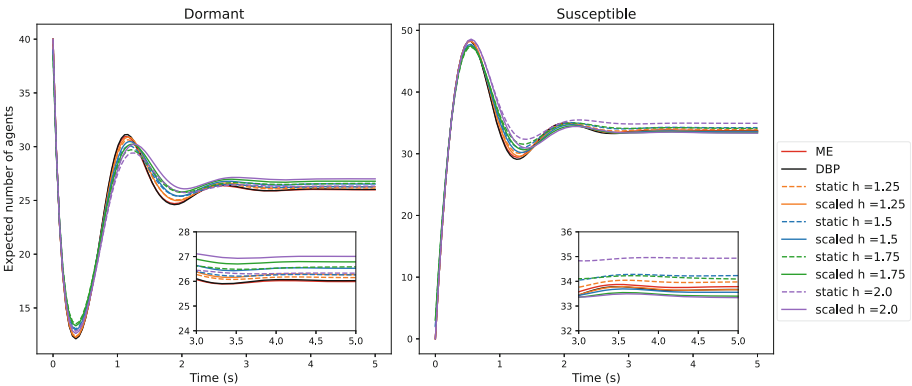 Dormant
Susceptible
Expected number of agents
40
35
30
25
20
15
27
26
25
24
3.0 3.5 4.0 4.5 5.0
0 1 2 3 4 5
Time (s)
50
40
30
20
10
0
36
35
34
33
32
3.0 3.5 4.0 4.5 5.0
0 1 2 3 4 5
Time (s)
ME
DBP
static h =1.25
scaled h =1.25
static h =1.5
scaled h =1.5
static h =1.75
scaled h =1.75
static h =2.0
scaled h =2.0